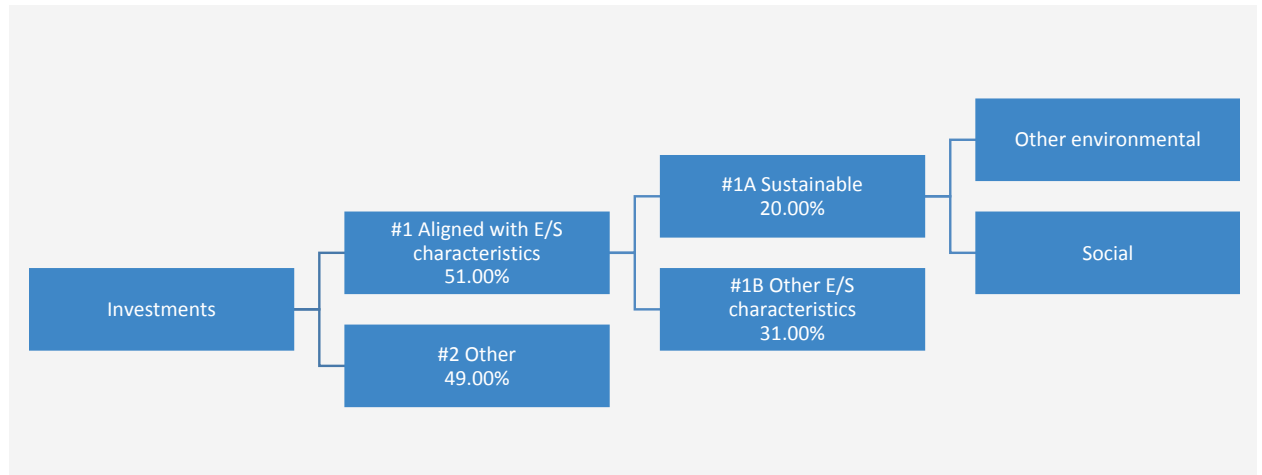 Investments
#1 Aligned with E/S
characteristics
51.00%
#2 Other
49.00%
#1A Sustainable
20.00%
#1B Other E/S
characteristics
31.00%
Other environmental
Social